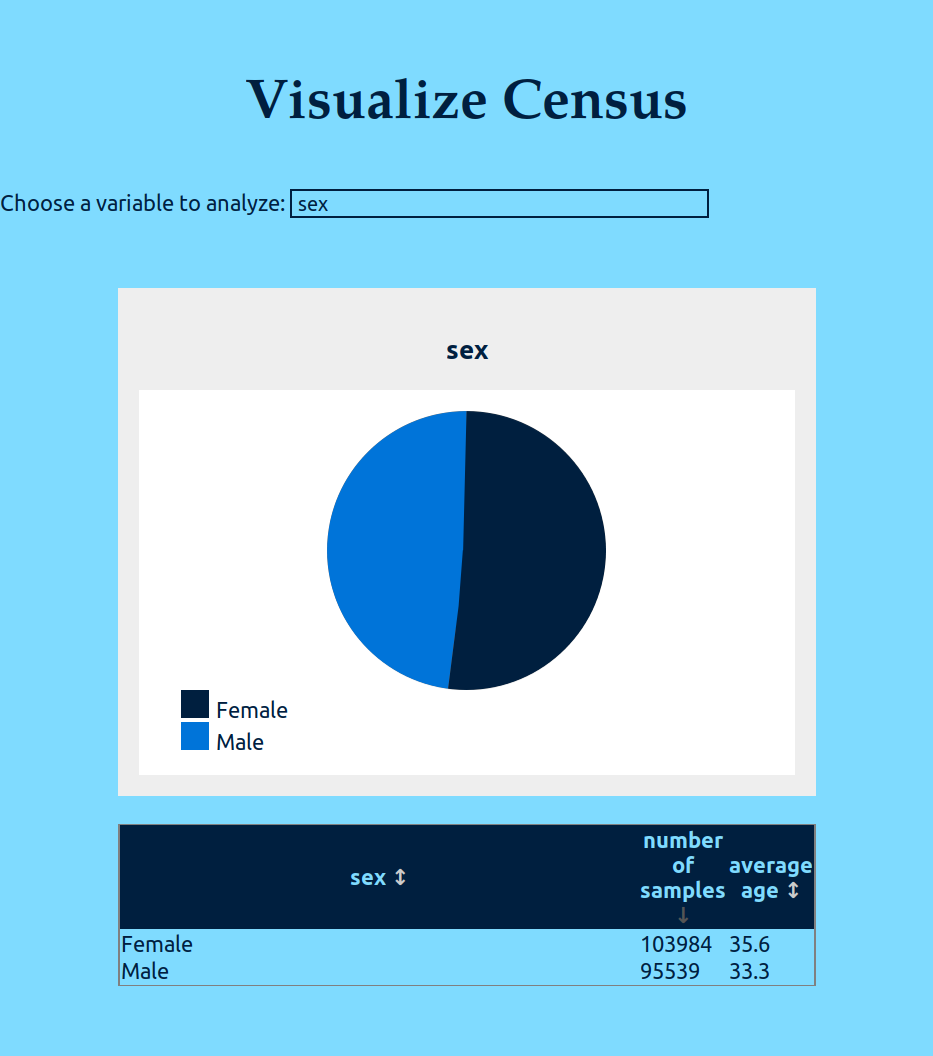 Visualize Census
Choose a variable to analyze: sex
sex
Female
Male
sex ↕ number of samples ↓ average age ↕
Female 103984 35.6
Male 95539 33.3